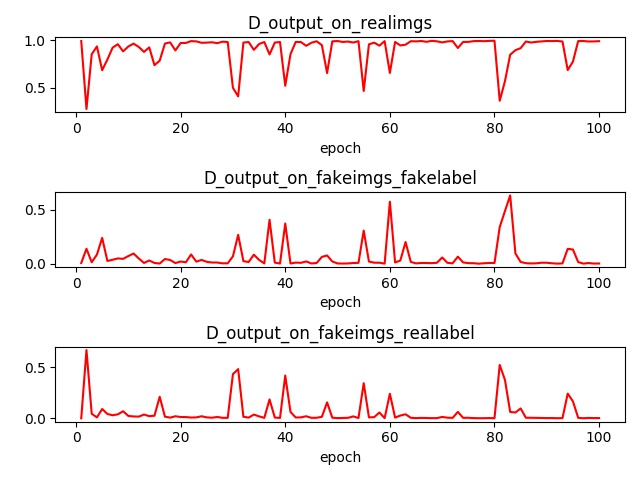 D_output_on_realimgs
1.0
0.5
0 20 40 60 80 100
epoch
D_output_on_fakeimgs_fakelabel
0.5
0.0
0 20 40 60 80 100
epoch
D_output_on_fakeimgs_reallabel
0.5
0.0
0 20 40 60 80 100
epoch